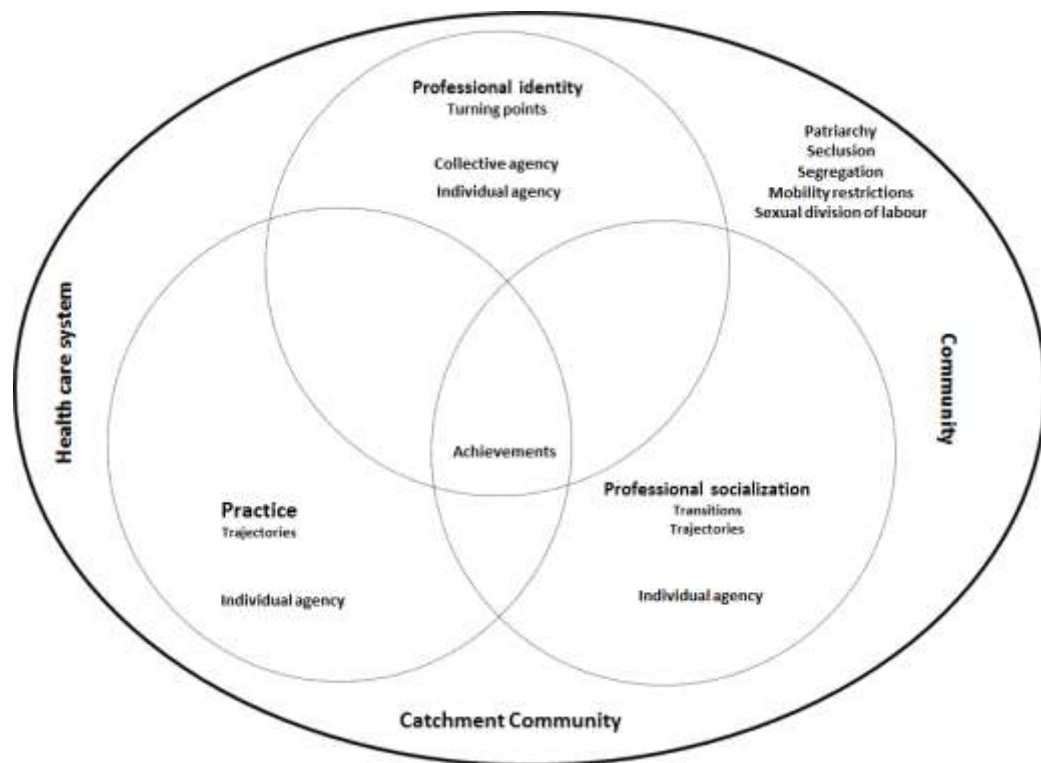 Professional identity
Turning points
Collective agency
Individual agency
Patriarchy
Seclusion
Segregation
Mobility restrictions
Sexual division of labour
Health care system
Community
Achievements
Practice
Trajectories
Individual agency
Professional socialization
Transitions
Trajectories
Individual agency
Catchment Community